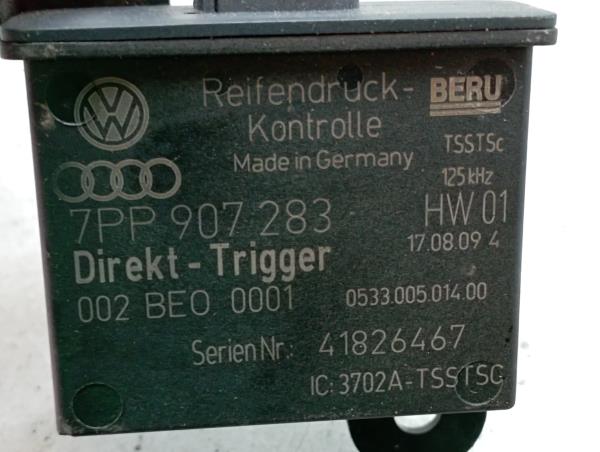 Reifendruck-
Kontrolle
Made in Germany
BERU
TSSTSc
125 kHz
7PP 907 283
HW 01
17.08.09 4
Direkt - Trigger
002 BEO 0001
0533.005.014.00
Serien Nr.: 41826467
IC: 3702A-TSSTSC